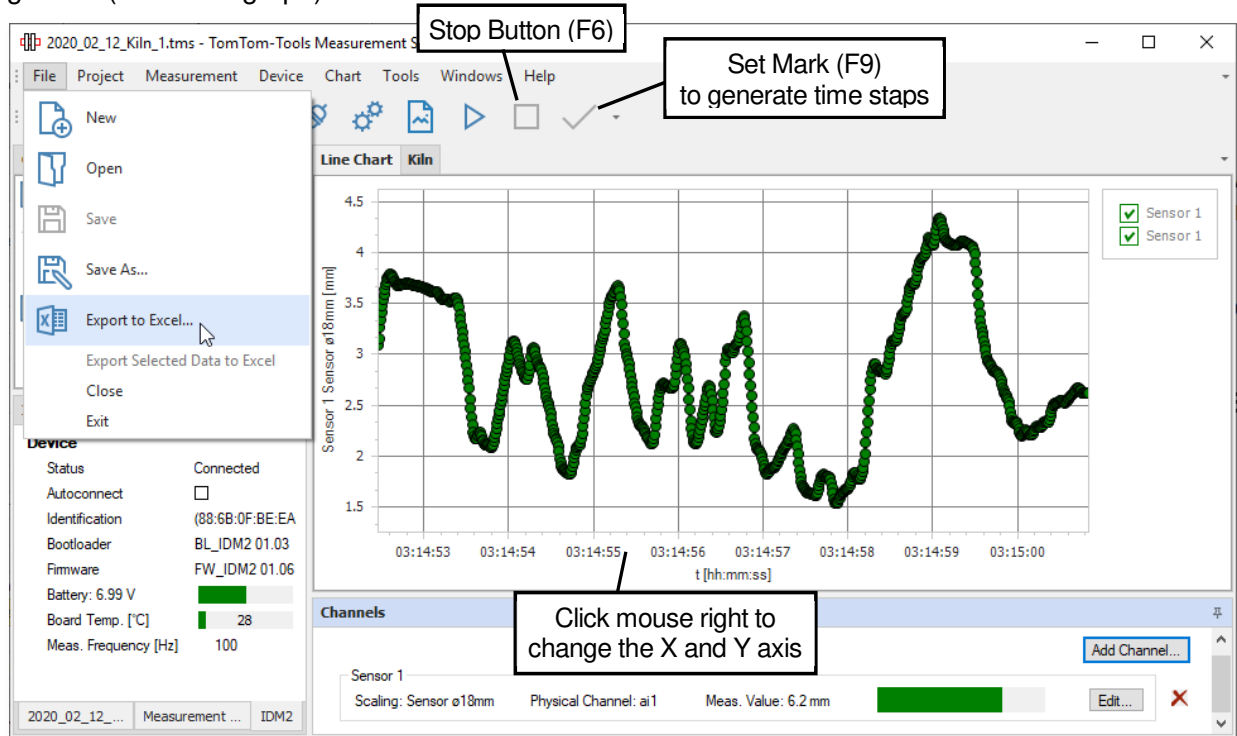 Stop Button (F6)
2020_02_12_Kiln_1.tms - TomTom-Tools Measurement S
Set Mark (F9)
to generate time staps
File Project Measurement Device Chart Tools Windows Help
New
Open
Save
Save As...
Export to Excel...
Export Selected Data to Excel
Close
Exit
Line Chart Kiln
Sensor 1
Sensor 1
Sensor 1 Sensor ø18mm [mm]
4.5
4
3.5
3
2.5
2
1.5
03:14:53 03:14:54 03:14:55 03:14:56 03:14:57 03:14:58 03:14:59 03:15:00
t [hh:mm:ss]
Click mouse right to
change the X and Y axis
Device
Status Connected
Autoconnect
Identification (88:6B:0F:BE:EA
Bootloader BL_IDM2 01.03
Firmware FW_IDM2 01.06
Battery: 6.99 V
Board Temp. [°C] 28
Meas. Frequency [Hz] 100
2020_02_12_... Measurement ... IDM2
Channels
Add Channel...
Sensor 1
Scaling: Sensor ø18mm Physical Channel: ai1 Meas. Value: 6.2 mm Edit...